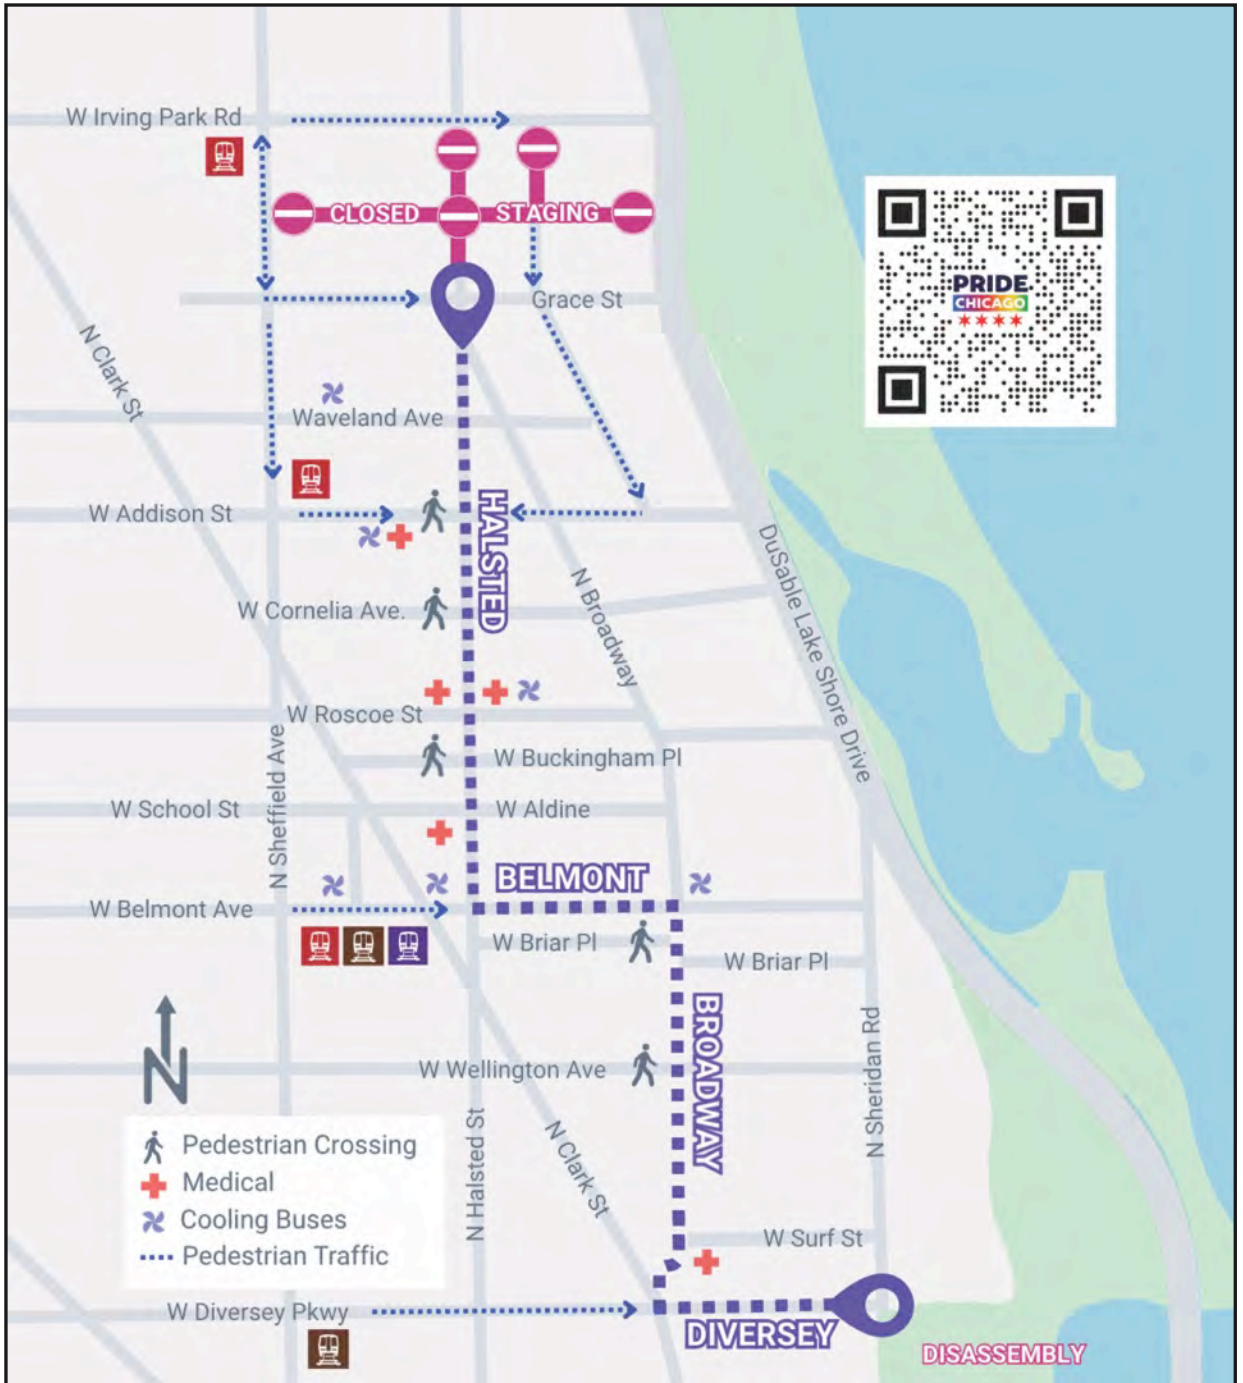 W Irving Park Rd
CLOSED
STAGING
PRIDE
CHICAGO
Grace St
N Clark St
Waveland Ave
W Addison St
HALSTED
DuSable Lake Shore Drive
N Broadway
W Cornelia Ave.
W Roscoe St
N Sheffield Ave
W Buckingham Pl
W School St
W Aldine
BELMONT
W Belmont Ave
W Briar Pl
W Briar Pl
BROADWAY
N
W Wellington Ave
N Sheridan Rd
N Halsted St
N Clark St
Pedestrian Crossing
Medical
Cooling Buses
Pedestrian Traffic
W Surf St
W Diversey Pkwy
DIVERSEY
DISASSEMBLY